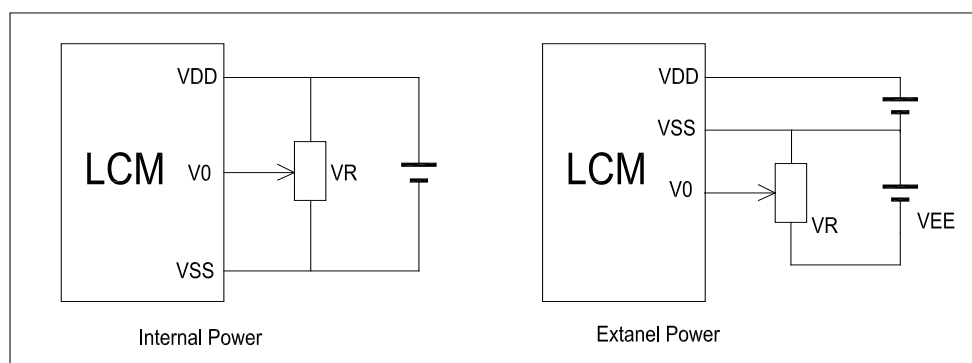 VDD
LCM
V0
VR
VSS
Internal Power
VDD
VSS
LCM
V0
VR
VEE
Extanel Power